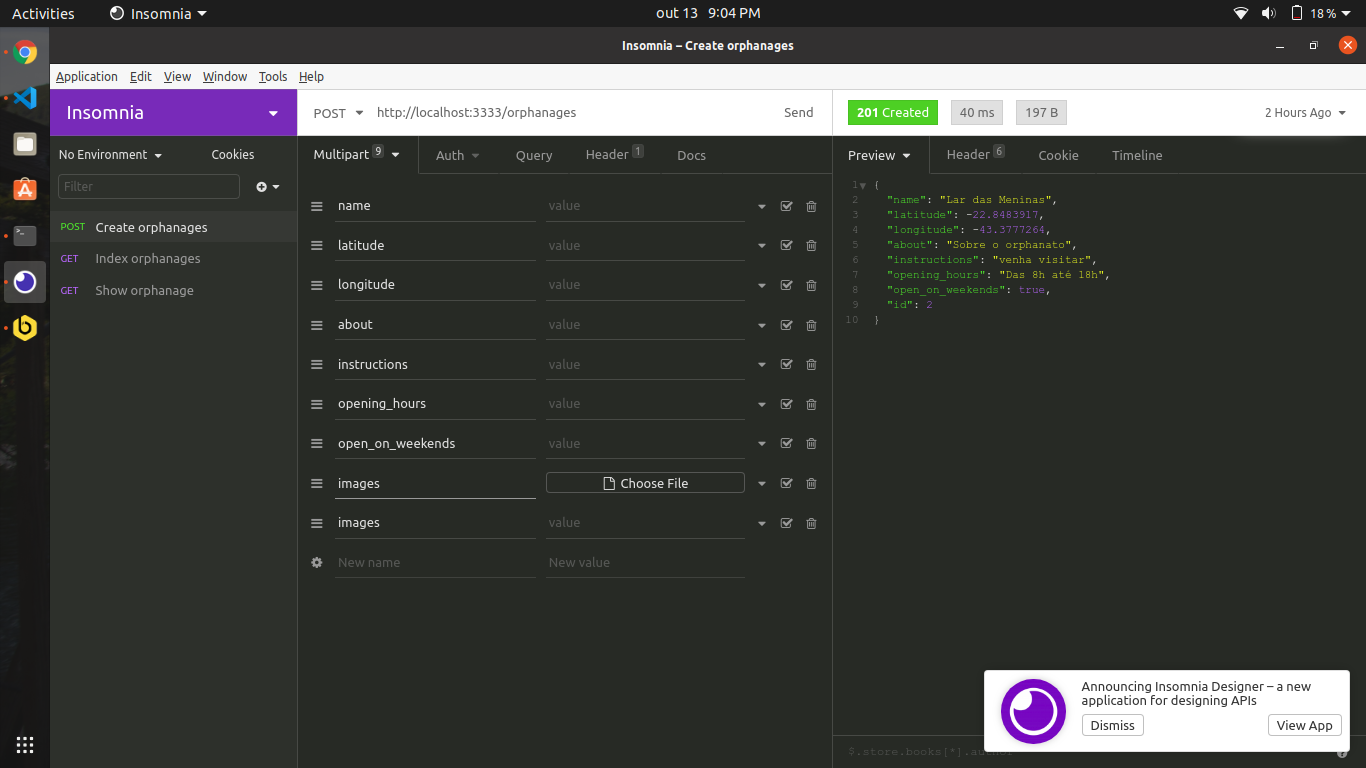 Activities Insomnia out 13 9:04 PM 18 %
Insomnia – Create orphanages
Application Edit View Window Tools Help
Insomnia
POST http://localhost:3333/orphanages Send
201 Created 40 ms 197 B 2 Hours Ago
No Environment Cookies
Filter
POST Create orphanages
GET Index orphanages
GET Show orphanage
Multipart 9 Auth Query Header 1 Docs
name value
latitude value
longitude value
about value
instructions value
opening_hours value
open_on_weekends value
images Choose File
images value
New name New value
Preview Header 6 Cookie Timeline
1 {
2 "name": "Lar das Meninas",
3 "latitude": -22.8483917,
4 "longitude": -43.3777264,
5 "about": "Sobre o orphanato",
6 "instructions": "venha visitar",
7 "opening_hours": "Das 8h até 18h",
8 "open_on_weekends": true,
9 "id": 2
10 }
Announcing Insomnia Designer – a new
application for designing APIs
Dismiss View App
$.store.books[*].author